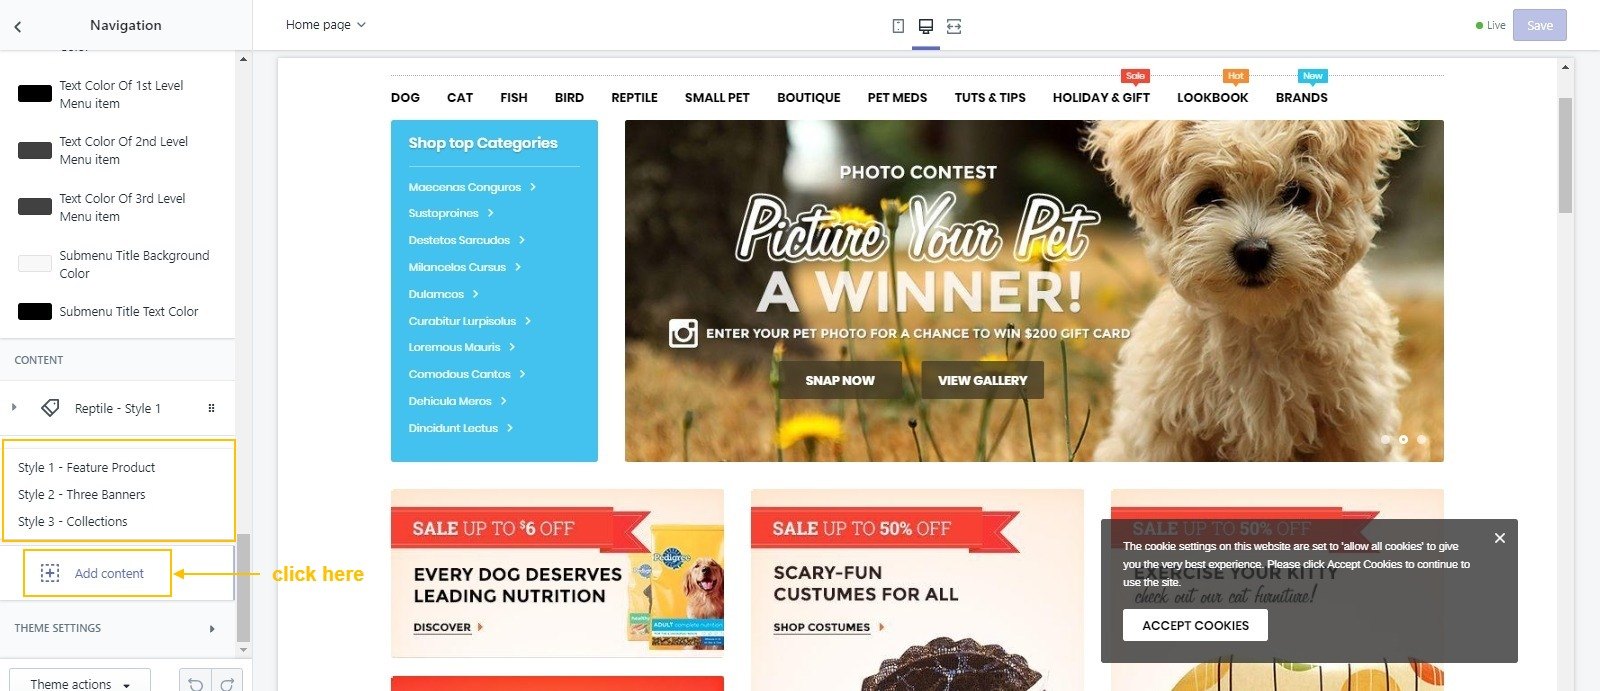 Navigation
Home page
Live
Save
Color
Text Color Of 1st Level
Menu item
Text Color Of 2nd Level
Menu item
Text Color Of 3rd Level
Menu item
Submenu Title Background
Color
Submenu Title Text Color
CONTENT
Reptile - Style 1
Style 1 - Feature Product
Style 2 - Three Banners
Style 3 - Collections
Add content
click here
THEME SETTINGS
Theme actions
Sale
Hot
New
DOG CAT FISH BIRD REPTILE SMALL PET BOUTIQUE PET MEDS TUTS & TIPS HOLIDAY & GIFT LOOKBOOK BRANDS
Shop top Categories
Maecenas Conguros
Sustoproines
Destetos Sarcudos
Milancelos Cursus
Dulamcos
Curabitur Lurpisolus
Loremous Mauris
Comodous Cantos
Dehicula Meros
Dincidunt Lectus
PHOTO CONTEST
Picture Your Pet
A WINNER!
ENTER YOUR PET PHOTO FOR A CHANCE TO WIN $200 GIFT CARD
SNAP NOW
VIEW GALLERY
SALE UP TO $6 OFF
EVERY DOG DESERVES
LEADING NUTRITION
DISCOVER
Pedigree
healthy
ADULT complete nutrition
SALE UP TO 50% OFF
SCARY-FUN
CUSTUMES FOR ALL
SHOP COSTUMES
SALE UP TO 50% OFF
EXERCISE YOUR KITTY
check out our cat furniture!
The cookie settings on this website are set to 'allow all cookies' to give
you the very best experience. Please click Accept Cookies to continue to
use the site.
ACCEPT COOKIES